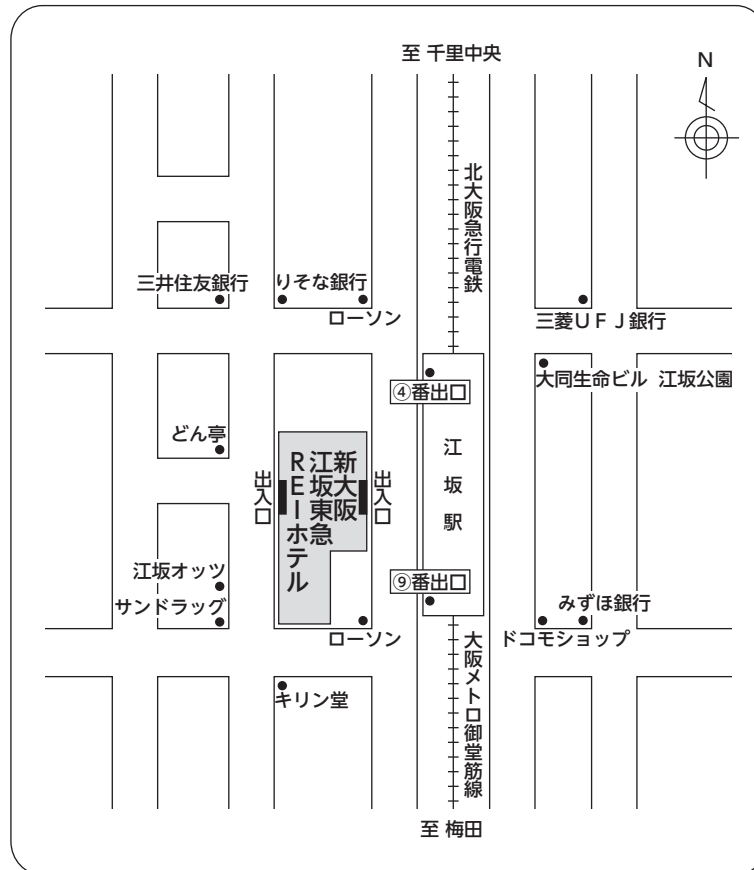 至 千里中央
N
北大阪急行電鉄
三井住友銀行
りそな銀行
ローソン
三菱UFJ銀行
④番出口
大同生命ビル
江坂公園
どん亭
出入口
新大阪
江坂東急
REIホテル
出入口
江坂駅
江坂オッツ
サンドラッグ
⑨番出口
みずほ銀行
ローソン
ドコモショップ
キリン堂
大阪メトロ御堂筋線
至 梅田